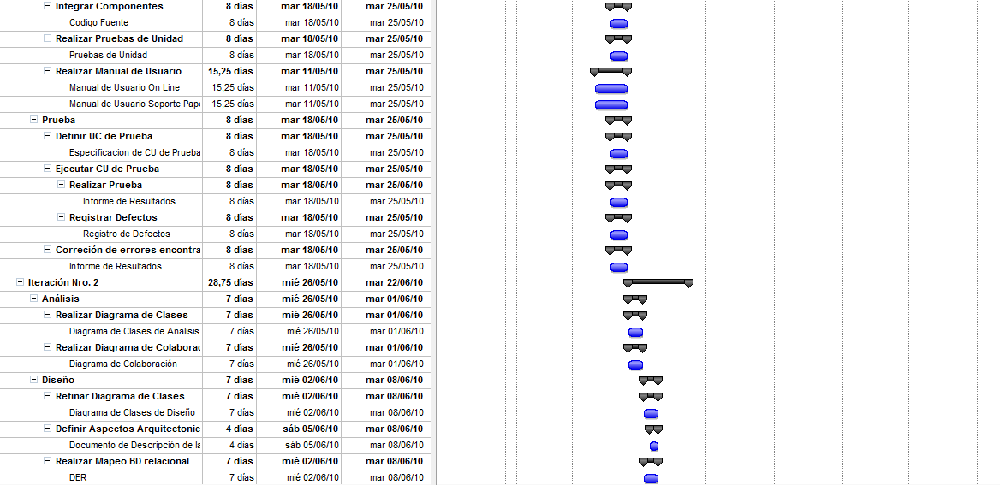 Integrar Componentes 8 días mar 18/05/10 mar 25/05/10
Codigo Fuente 8 días mar 18/05/10 mar 25/05/10
Realizar Pruebas de Unidad 8 días mar 18/05/10 mar 25/05/10
Pruebas de Unidad 8 días mar 18/05/10 mar 25/05/10
Realizar Manual de Usuario 15,25 días mar 11/05/10 mar 25/05/10
Manual de Usuario On Line 15,25 días mar 11/05/10 mar 25/05/10
Manual de Usuario Soporte Pap 15,25 días mar 11/05/10 mar 25/05/10
Prueba 8 días mar 18/05/10 mar 25/05/10
Definir UC de Prueba 8 días mar 18/05/10 mar 25/05/10
Especificacion de CU de Prueba 8 días mar 18/05/10 mar 25/05/10
Ejecutar CU de Prueba 8 días mar 18/05/10 mar 25/05/10
Realizar Prueba 8 días mar 18/05/10 mar 25/05/10
Informe de Resultados 8 días mar 18/05/10 mar 25/05/10
Registrar Defectos 8 días mar 18/05/10 mar 25/05/10
Registro de Defectos 8 días mar 18/05/10 mar 25/05/10
Correción de errores encontra 8 días mar 18/05/10 mar 25/05/10
Informe de Resultados 8 días mar 18/05/10 mar 25/05/10
Iteración Nro. 2 28,75 días mié 26/05/10 mar 22/06/10
Análisis 7 días mié 26/05/10 mar 01/06/10
Realizar Diagrama de Clases 7 días mié 26/05/10 mar 01/06/10
Diagrama de Clases de Analisis 7 días mié 26/05/10 mar 01/06/10
Realizar Diagrama de Colaborac 7 días mié 26/05/10 mar 01/06/10
Diagrama de Colaboración 7 días mié 26/05/10 mar 01/06/10
Diseño 7 días mié 02/06/10 mar 08/06/10
Refinar Diagrama de Clases 7 días mié 02/06/10 mar 08/06/10
Diagrama de Clases de Diseño 7 días mié 02/06/10 mar 08/06/10
Definir Aspectos Arquitectonic 4 días sáb 05/06/10 mar 08/06/10
Documento de Descripción de la 4 días sáb 05/06/10 mar 08/06/10
Realizar Mapeo BD relacional 7 días mié 02/06/10 mar 08/06/10
DER 7 días mié 02/06/10 mar 08/06/10